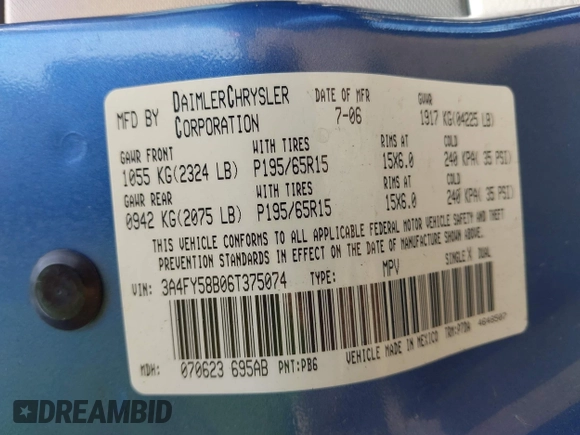 MFD BY DAIMLERCHRYSLER CORPORATION
DATE OF MFR 7-06
GVWR 1917 KG(04225 LB)
GAWR FRONT WITH TIRES RIMS AT COLD
1055 KG(2324 LB) P195/65R15 15X6.0 240 KPA( 35 PSI)
GAWR REAR WITH TIRES RIMS AT COLD
0942 KG(2075 LB) P195/65R15 15X6.0 240 KPA( 35 PSI)
THIS VEHICLE CONFORMS TO ALL APPLICABLE FEDERAL MOTOR VEHICLE SAFETY AND THEFT
PREVENTION STANDARDS IN EFFECT ON THE DATE OF MANUFACTURE SHOWN ABOVE.
VIN: 3A4FY58B06T375074 TYPE: MPV SINGLE X DUAL
MDH: 070623 695AB PNT:PB6 VEHICLE MADE IN MEXICO
DREAMBID